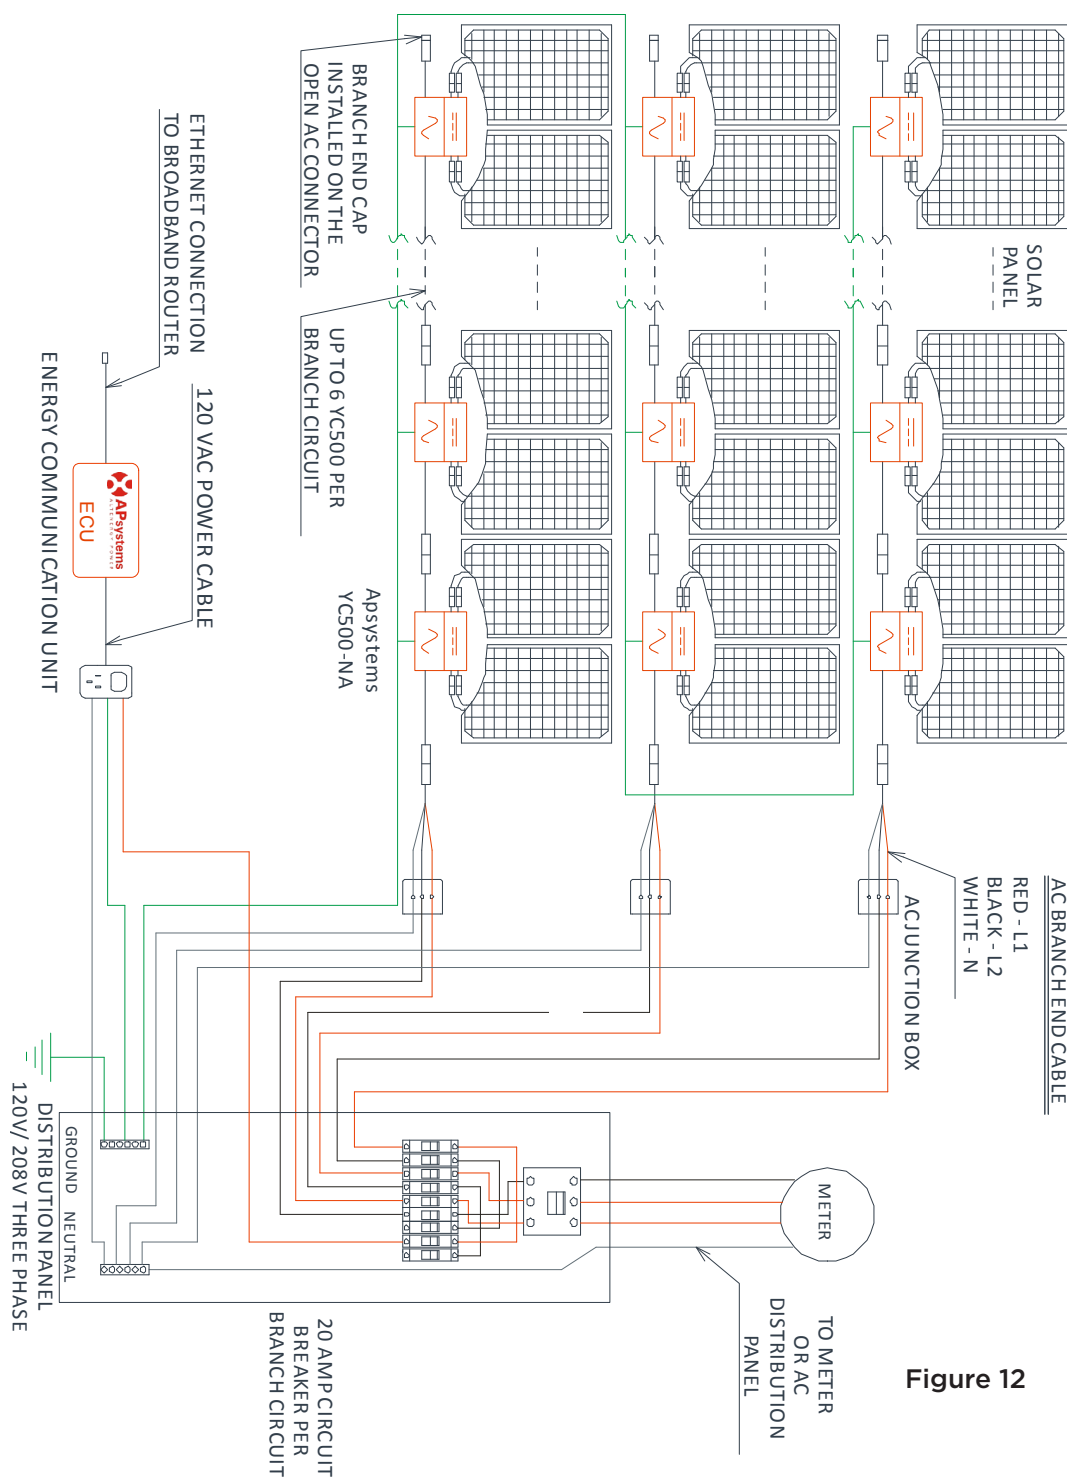 SOLAR
PANEL
BRANCH END CAP
INSTALLED ON THE
OPEN AC CONNECTOR
UP TO 6 YC500 PER
BRANCH CIRCUIT
ETHERNET CONNECTION
TO BROADBAND ROUTER
120 VAC POWER CABLE
ENERGY COMMUNICATION UNIT
APsystems
ALTENERGY POWER
ECU
Apsystems
YC500-NA
AC BRANCH END CABLE
RED - L1
BLACK - L2
WHITE - N
AC JUNCTION BOX
METER
GROUND
NEUTRAL
DISTRIBUTION PANEL
120V/ 208V THREE PHASE
20 AMP CIRCUIT
BREAKER PER
BRANCH CIRCUIT
TO METER
OR AC
DISTRIBUTION
PANEL
Figure 12